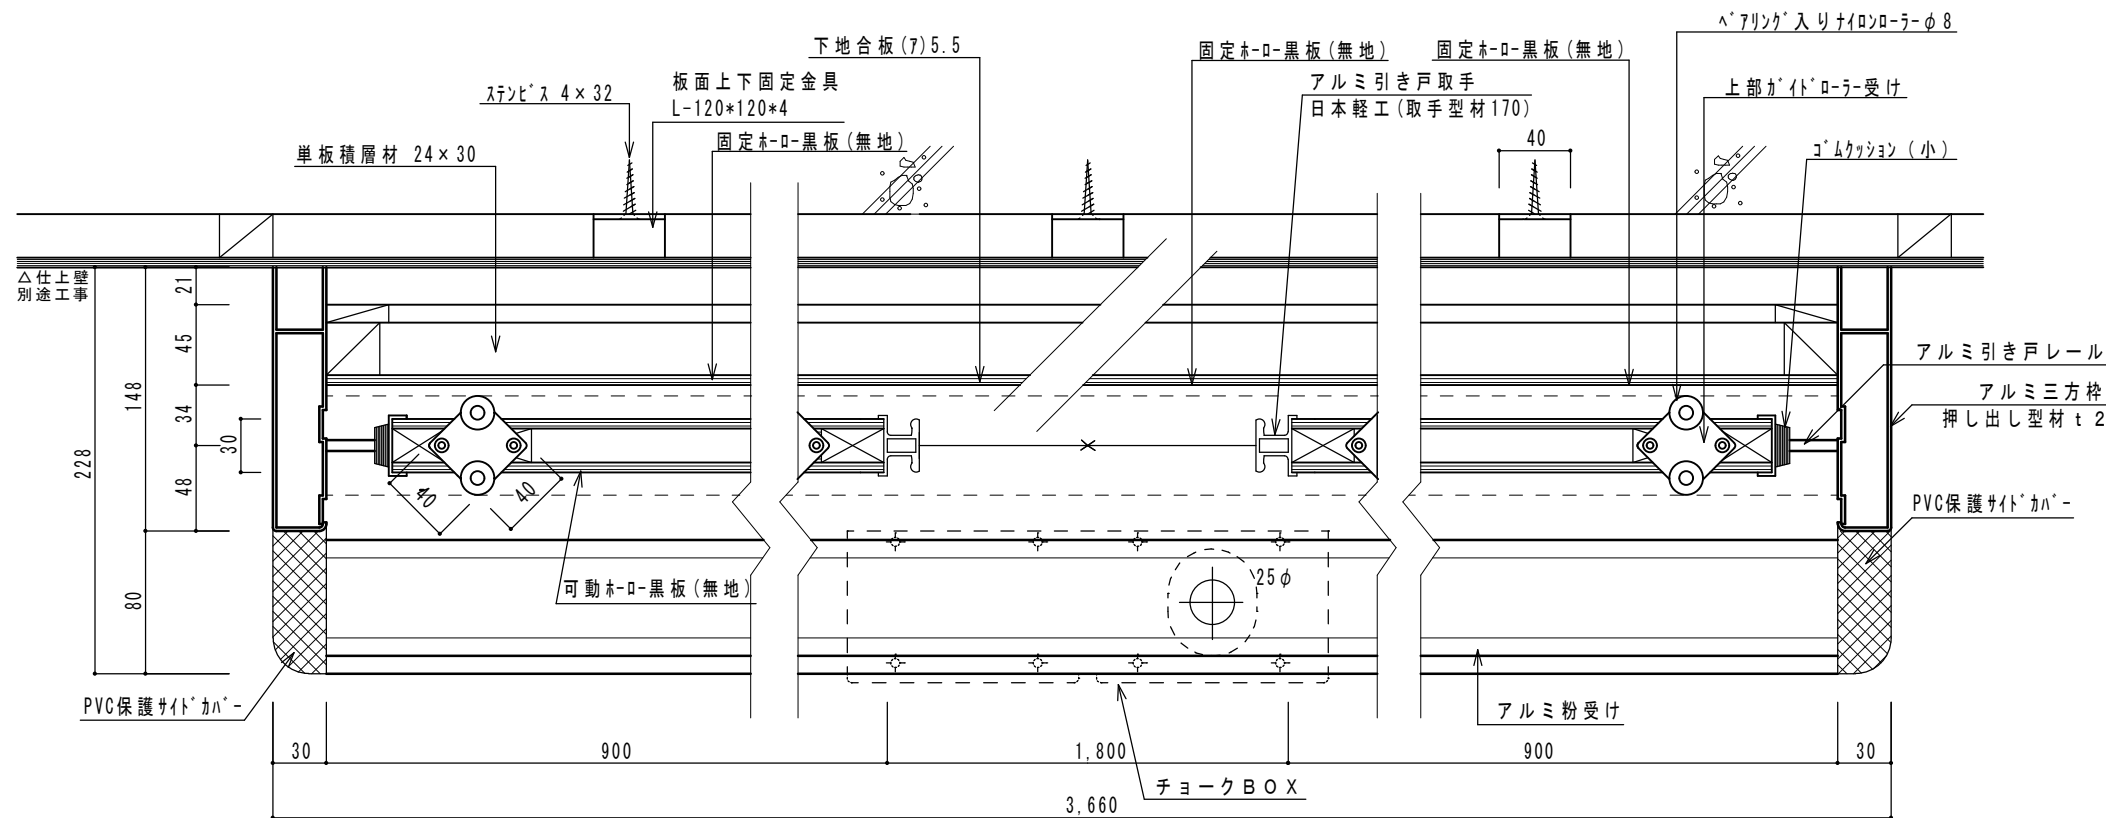 ベアリング入りナイロンローラーφ8
下地合板(ア)5.5
固定ホーロー黒板(無地)
固定ホーロー黒板(無地)
板面上下固定金具
L-120*120*4
アルミ引き戸取手
日本軽工(取手型材170)
ステンビス 4×32
上部ガイドローラー受け
固定ホーロー黒板(無地)
40
単板積層材 24×30
ゴムクッション(小)
△仕上壁
別途工事
21
45
148
34
30
228
48
80
アルミ引き戸レール
アルミ三方枠
押し出し型材t2
40
40
PVC保護サイドカバー
可動ホーロー黒板(無地)
25φ
PVC保護サイドカバー
アルミ粉受け
30
900
1,800
900
30
チョークBOX
3,660